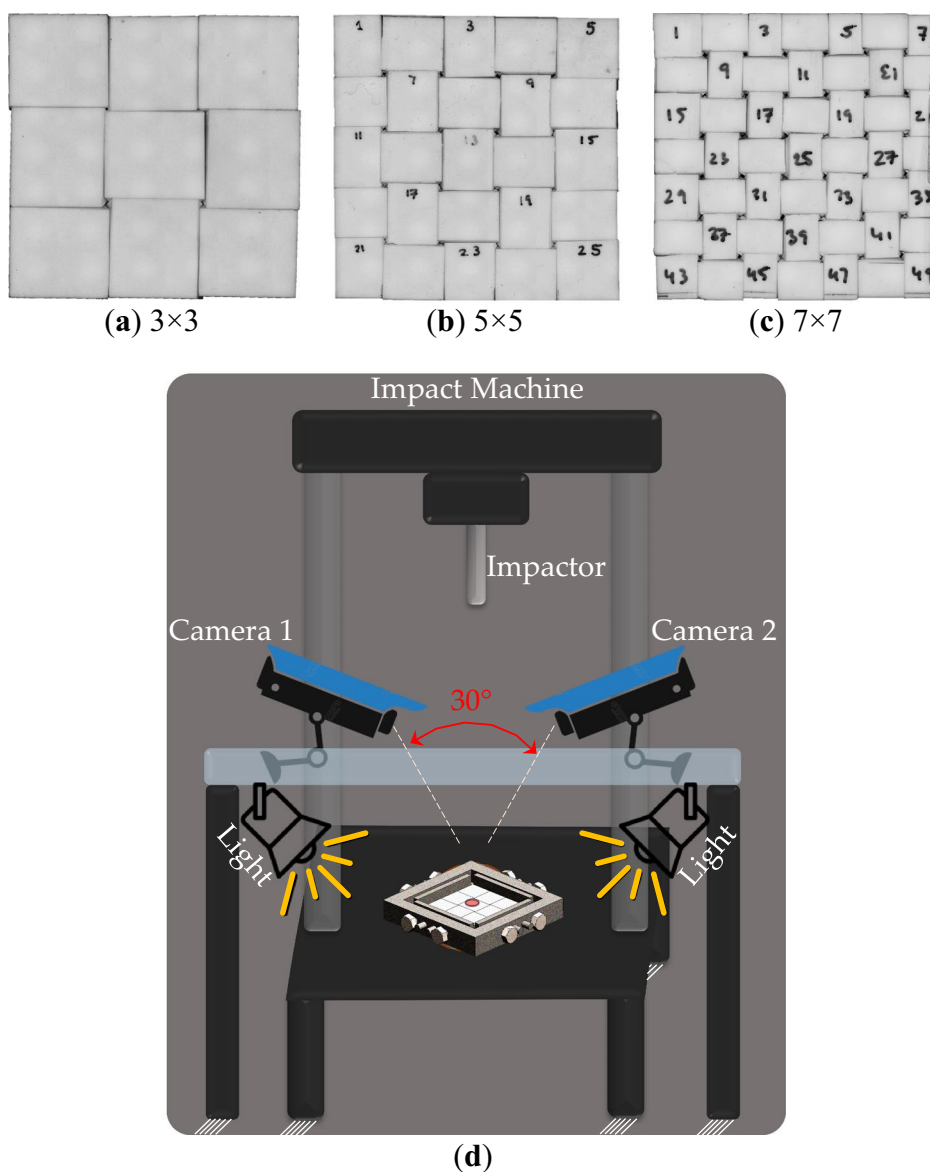 1 3 5
7 9
11 13 15
17 19
21 23 25
1 3 5 7
9 11 13
15 17 19
23 25 27
29 31 33
37 39 41
43 45 47
(a) 3×3 (b) 5×5 (c) 7×7
Impact Machine
Impactor
Camera 1 Camera 2
30°
Light Light
(d)